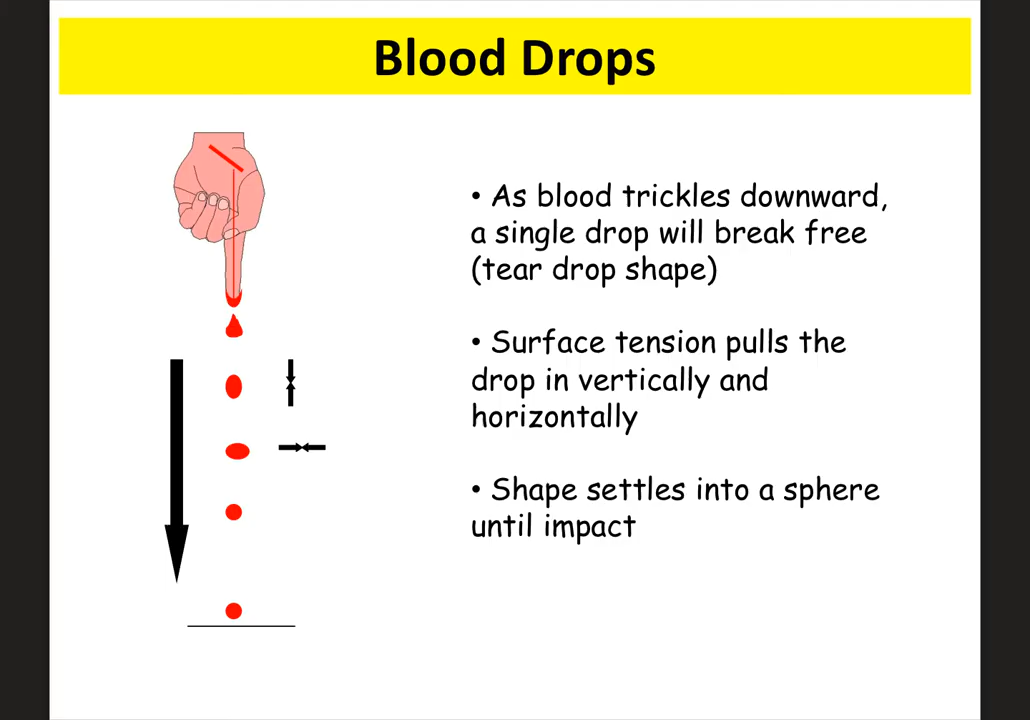 Blood Drops
• As blood trickles downward,
a single drop will break free
(tear drop shape)
• Surface tension pulls the
drop in vertically and
horizontally
• Shape settles into a sphere
until impact